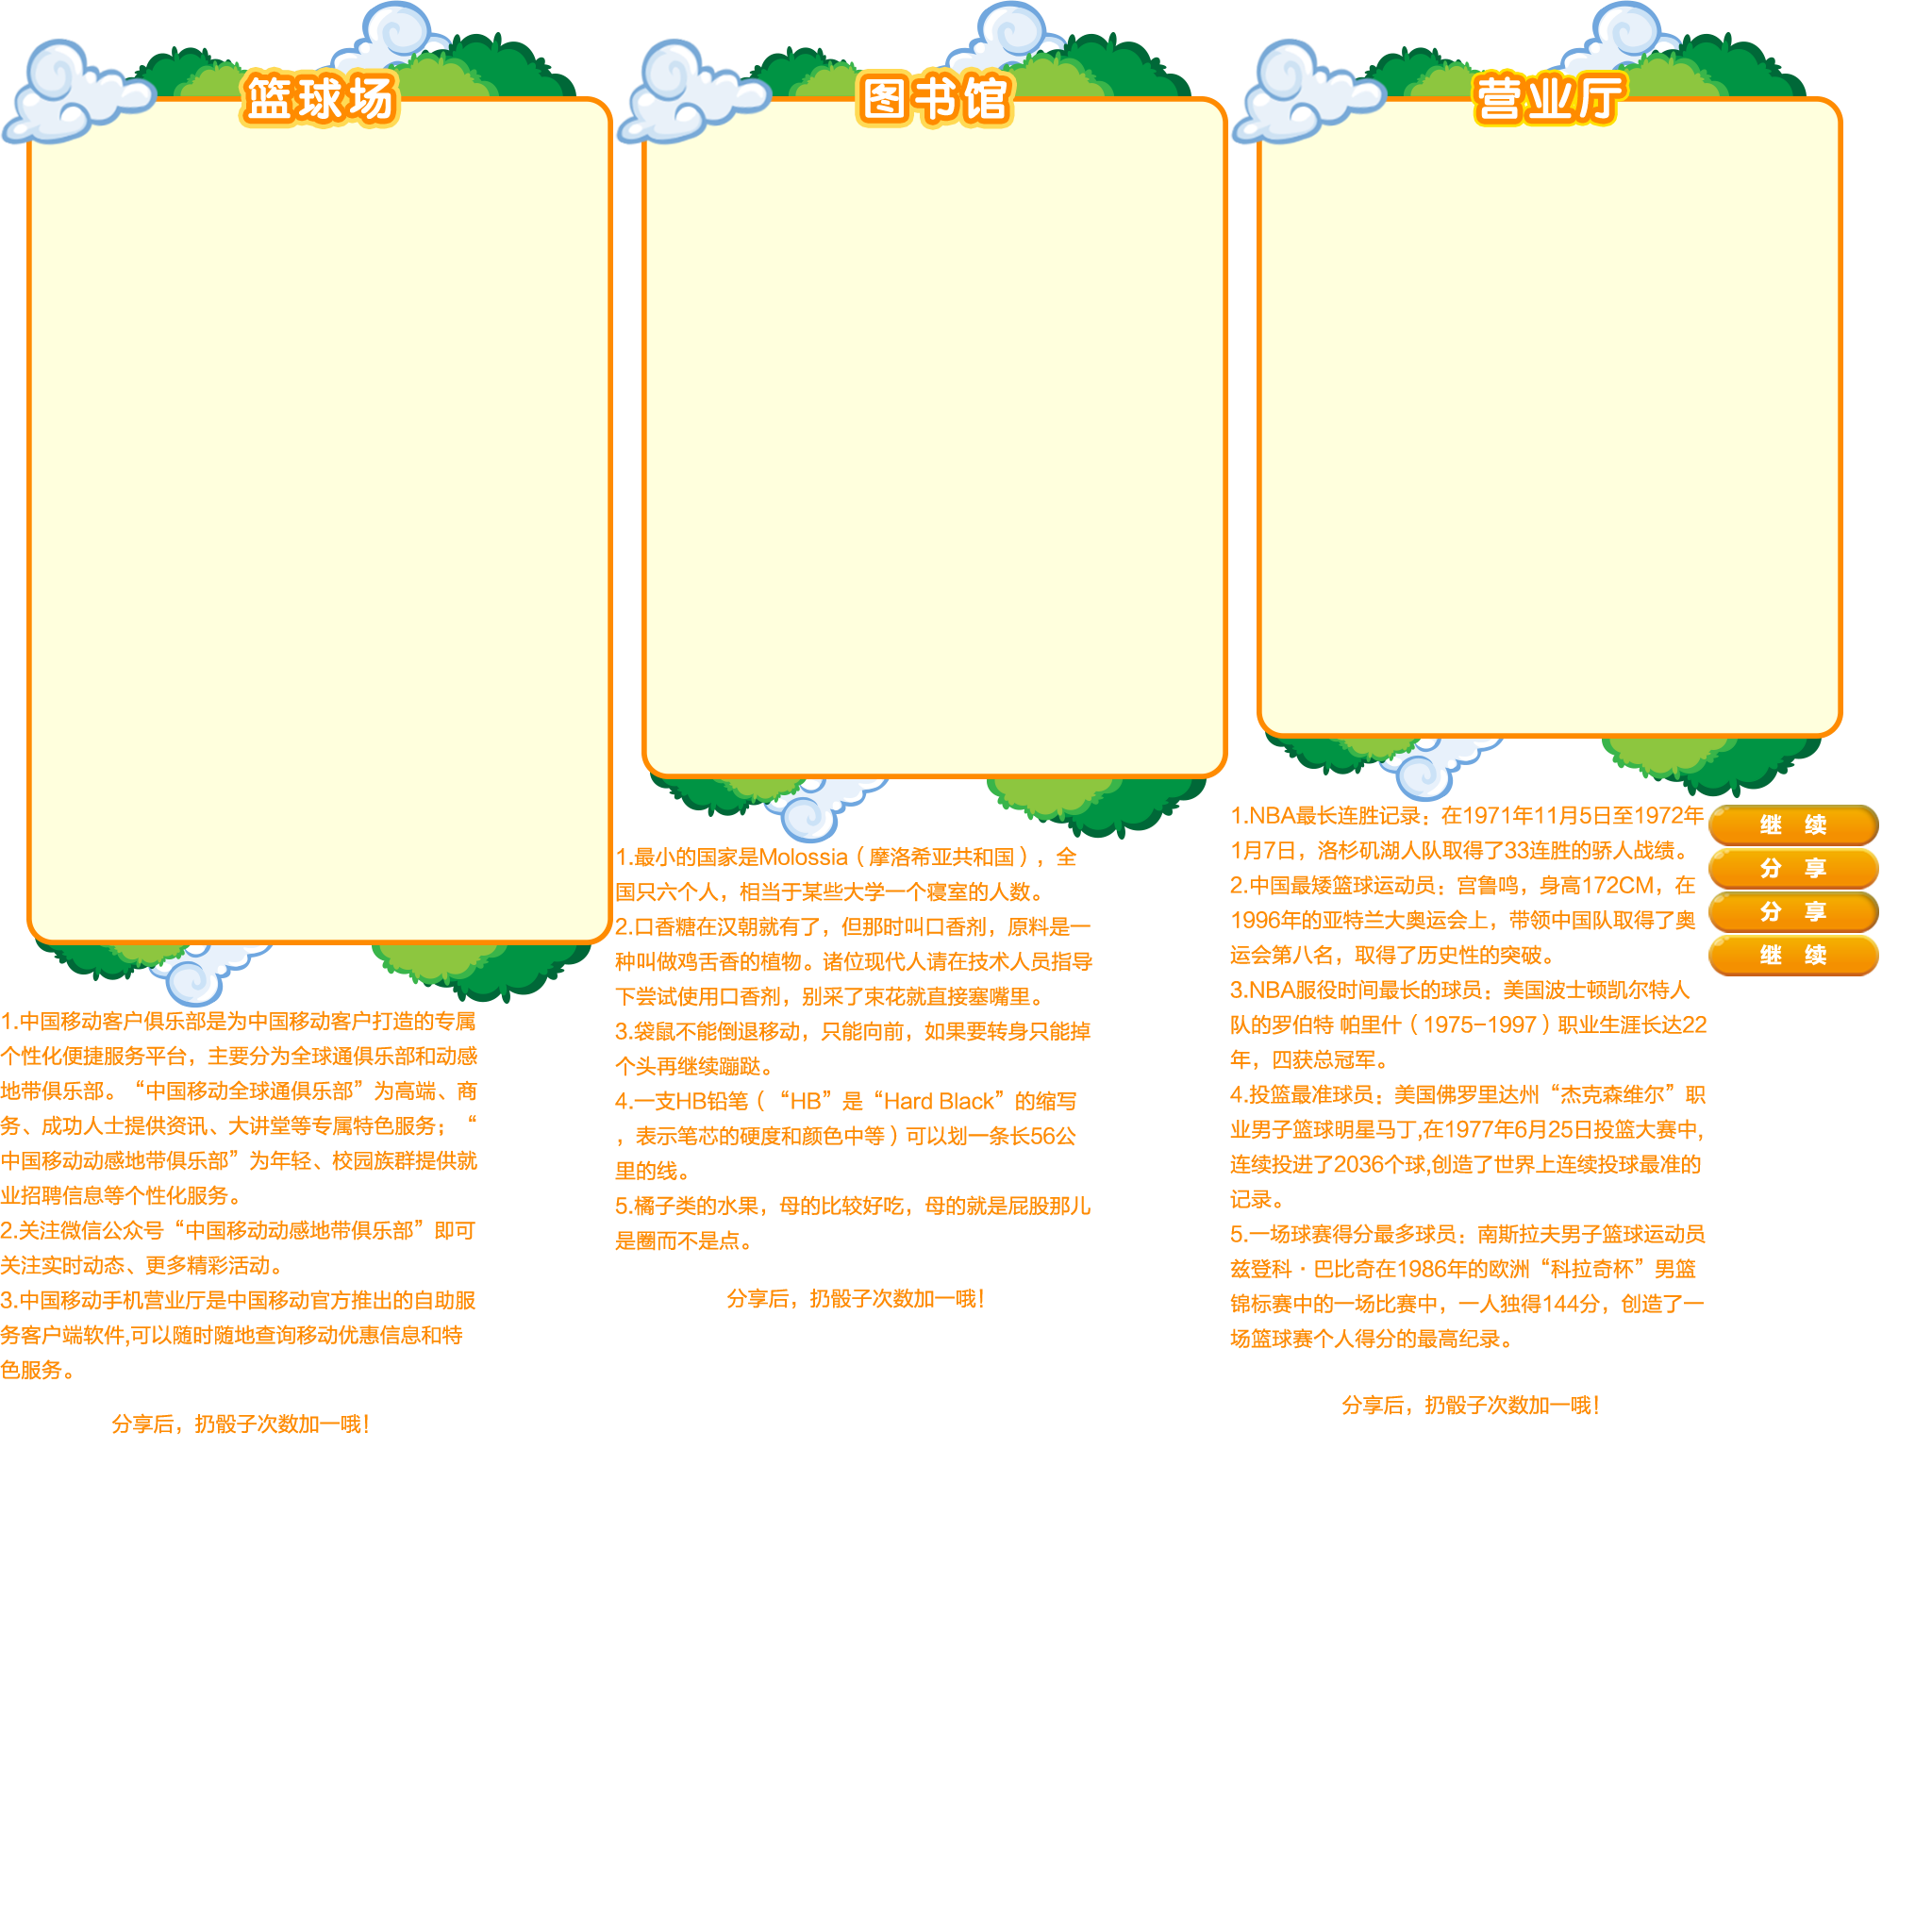 篮球场
图书馆
营业厅
1.中国移动客户俱乐部是为中国移动客户打造的专属
个性化便捷服务平台，主要分为全球通俱乐部和动感
地带俱乐部。“中国移动全球通俱乐部”为高端、商
务、成功人士提供资讯、大讲堂等专属特色服务；“
中国移动动感地带俱乐部”为年轻、校园族群提供就
业招聘信息等个性化服务。
2.关注微信公众号“中国移动动感地带俱乐部”即可
关注实时动态、更多精彩活动。
3.中国移动手机营业厅是中国移动官方推出的自助服
务客户端软件,可以随时随地查询移动优惠信息和特
色服务。
分享后，扔骰子次数加一哦！
1.最小的国家是Molossia（摩洛希亚共和国），全
国只六个人，相当于某些大学一个寝室的人数。
2.口香糖在汉朝就有了，但那时叫口香剂，原料是一
种叫做鸡舌香的植物。诸位现代人请在技术人员指导
下尝试使用口香剂，别采了束花就直接塞嘴里。
3.袋鼠不能倒退移动，只能向前，如果要转身只能掉
个头再继续蹦跶。
4.一支HB铅笔（“HB”是“Hard Black”的缩写
，表示笔芯的硬度和颜色中等）可以划一条长56公
里的线。
5.橘子类的水果，母的比较好吃，母的就是屁股那儿
是圈而不是点。
分享后，扔骰子次数加一哦！
1.NBA最长连胜记录：在1971年11月5日至1972年
1月7日，洛杉矶湖人队取得了33连胜的骄人战绩。
2.中国最矮篮球运动员：宫鲁鸣，身高172CM，在
1996年的亚特兰大奥运会上，带领中国队取得了奥
运会第八名，取得了历史性的突破。
3.NBA服役时间最长的球员：美国波士顿凯尔特人
队的罗伯特 帕里什（1975-1997）职业生涯长达22
年，四获总冠军。
4.投篮最准球员：美国佛罗里达州“杰克森维尔”职
业男子篮球明星马丁,在1977年6月25日投篮大赛中,
连续投进了2036个球,创造了世界上连续投球最准的
记录。
5.一场球赛得分最多球员：南斯拉夫男子篮球运动员
兹登科·巴比奇在1986年的欧洲“科拉奇杯”男篮
锦标赛中的一场比赛中，一人独得144分，创造了一
场篮球赛个人得分的最高纪录。
分享后，扔骰子次数加一哦！
继 续
分 享
分 享
继 续